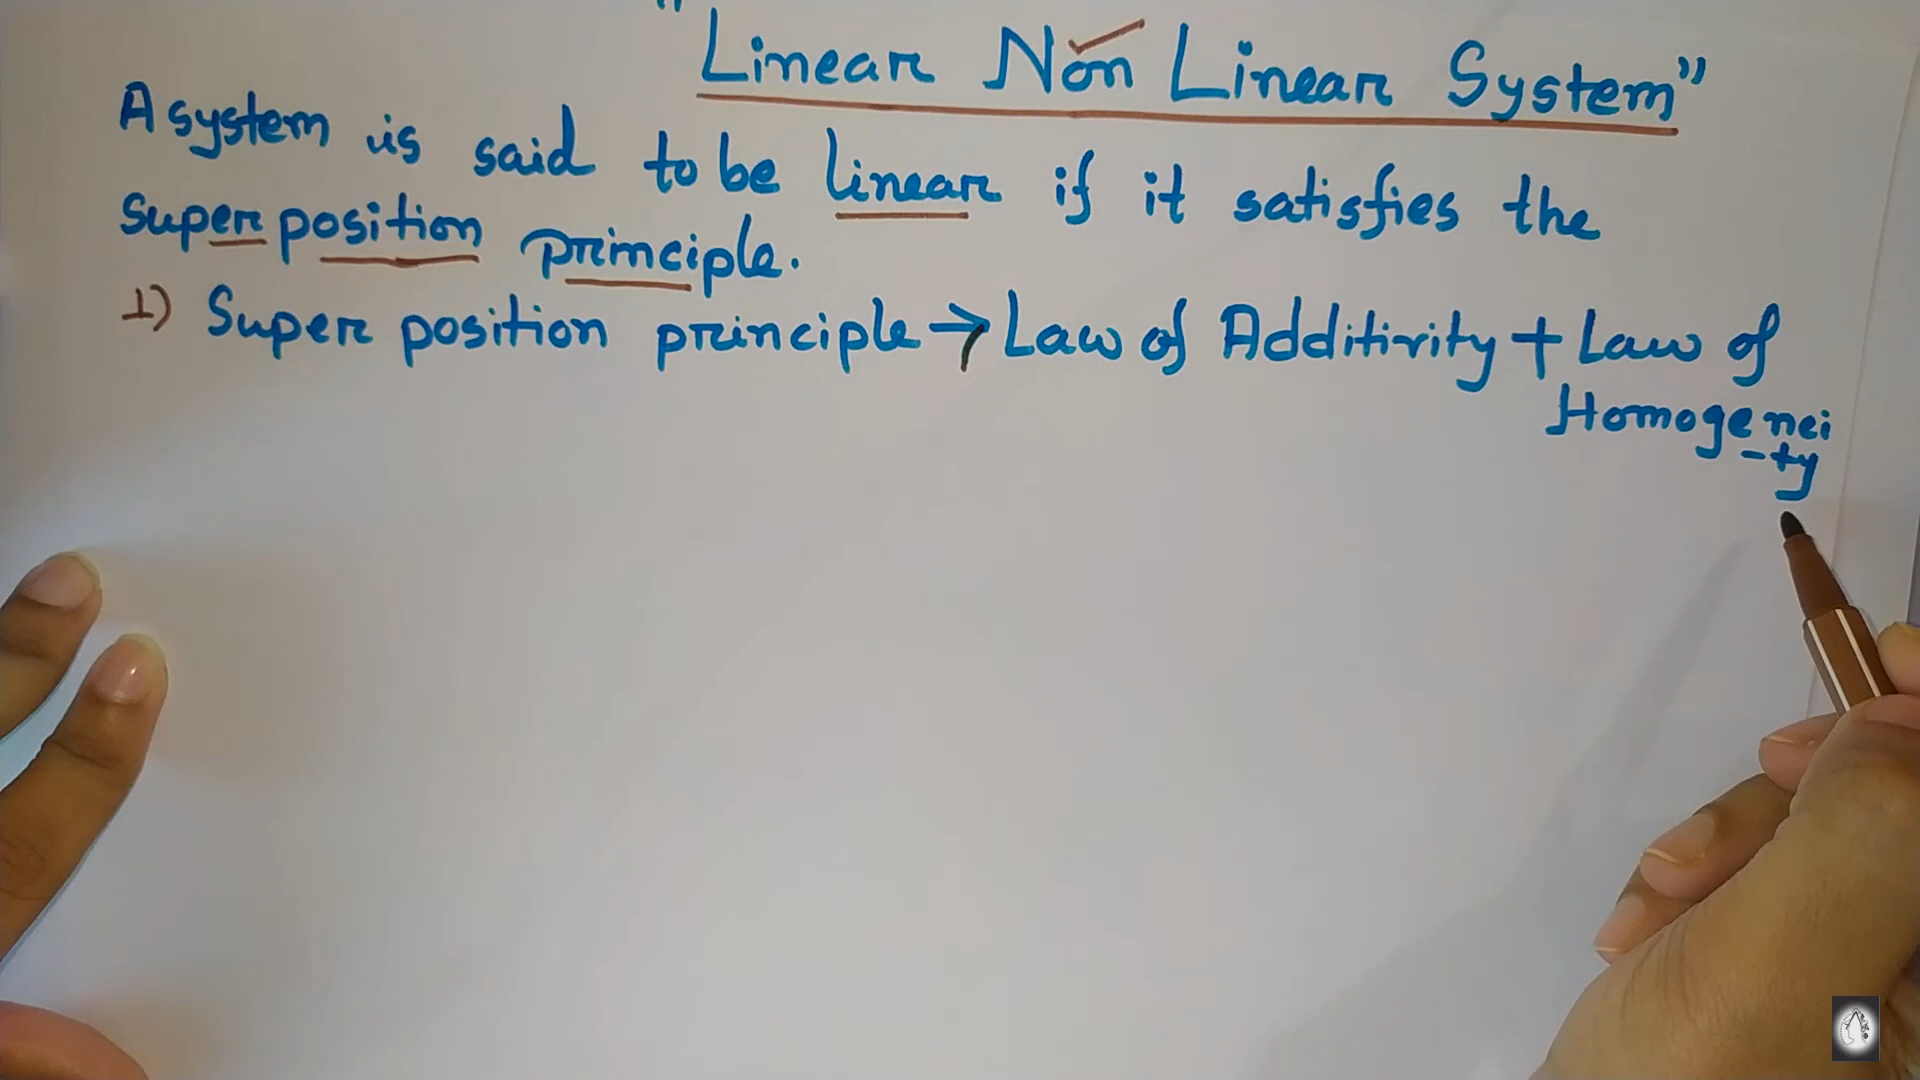 "Linear Non Linear System"
A system is said to be linear if it satisfies the
super position principle.
1) Super position principle → Law of Additivity + Law of
Homogenei
-ty